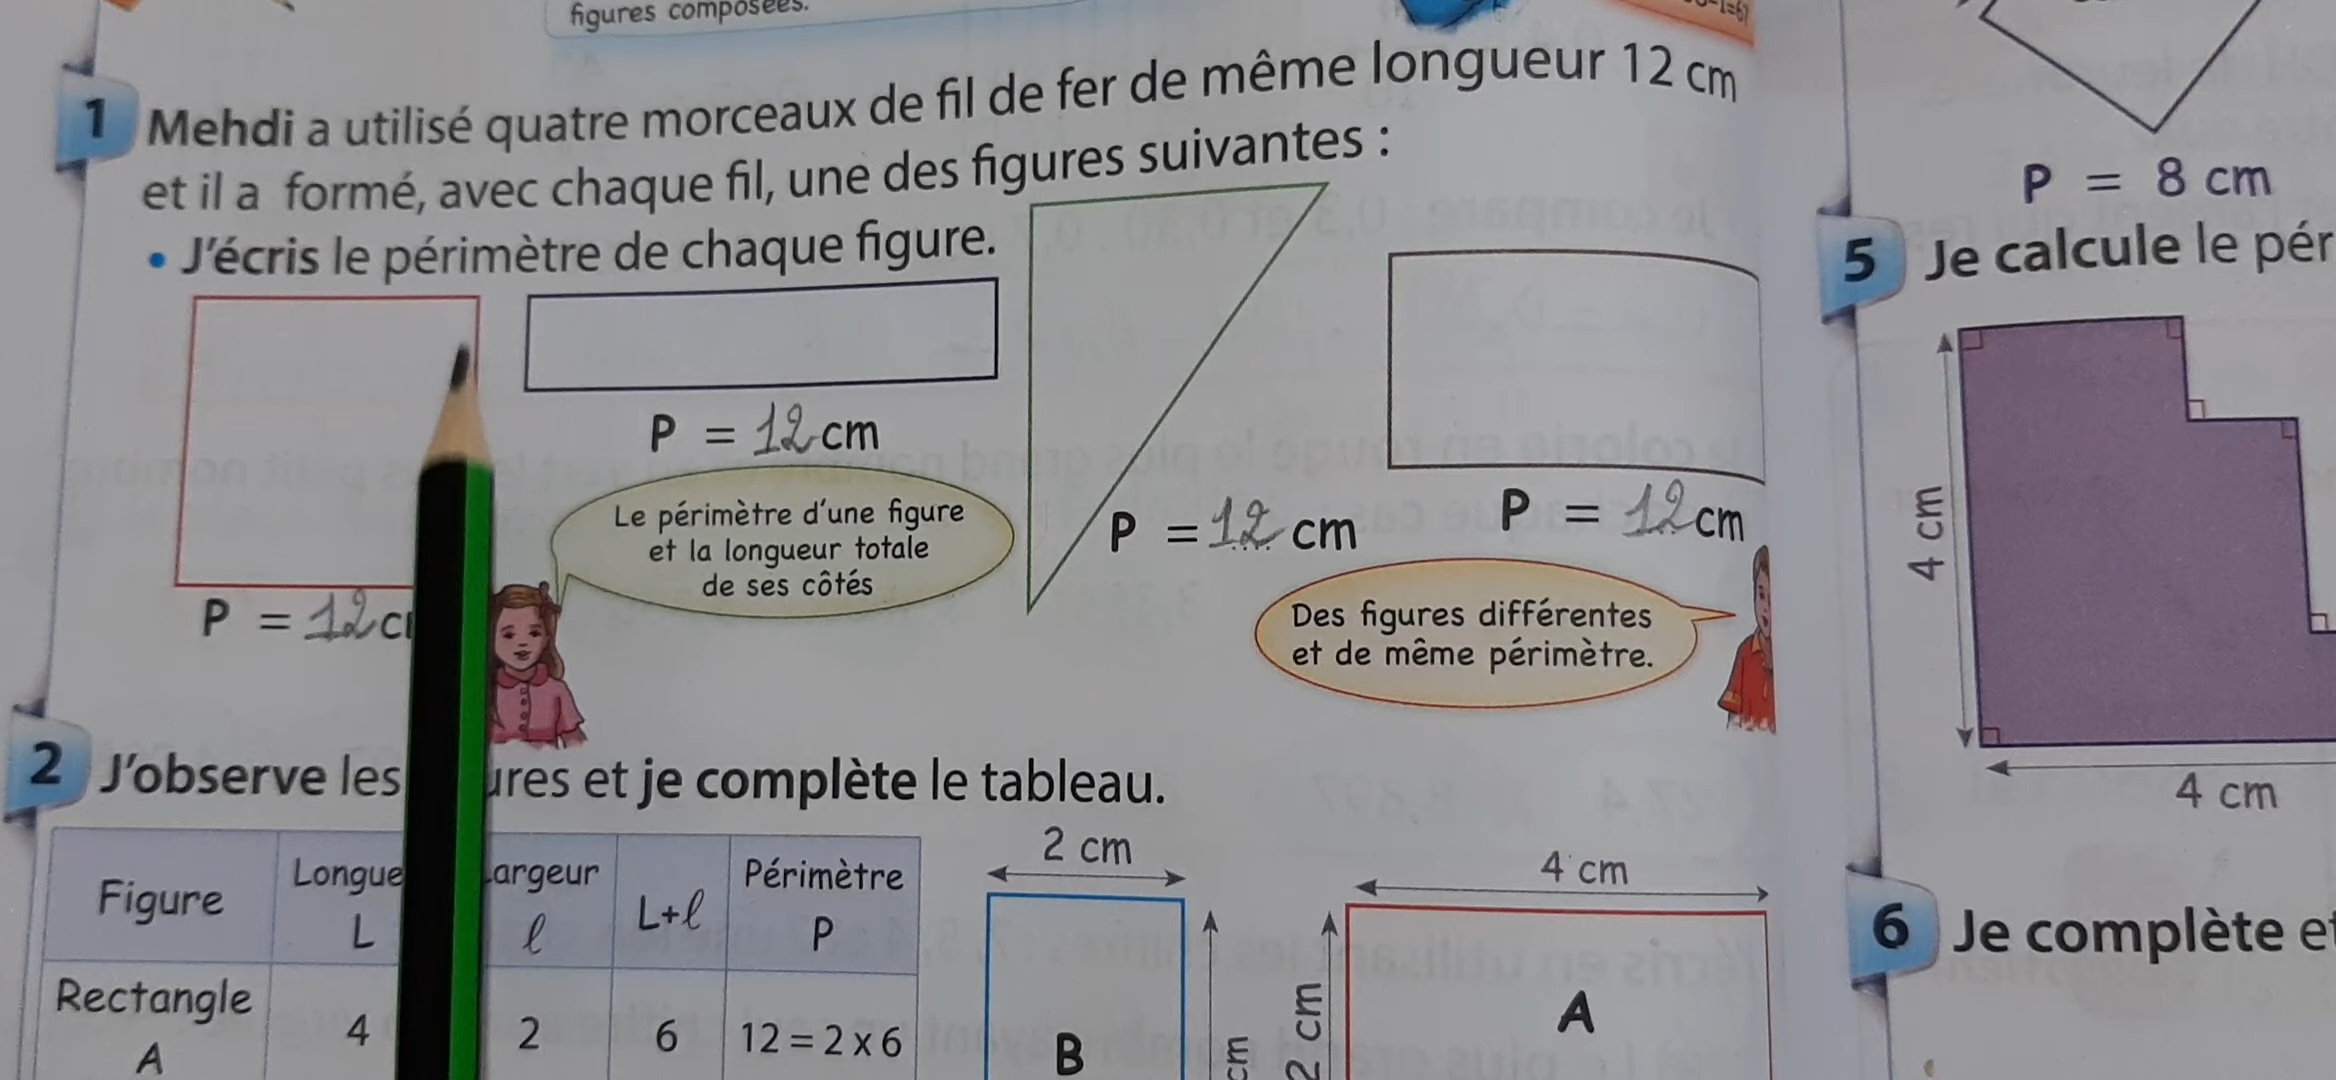 figures composées.
1 Mehdi a utilisé quatre morceaux de fil de fer de même longueur 12 cm
et il a formé, avec chaque fil, une des figures suivantes :
• J'écris le périmètre de chaque figure.
P = 12 cm
P = 12
P = 12 cm
P = 12 cm
Le périmètre d'une figure
et la longueur totale
de ses côtés
Des figures différentes
et de même périmètre.
2 J'observe les et je complète le tableau.
Figure
L
l
L+l
Périmètre
P
Rectangle
A
4
2
6
12 = 2 x 6
2 cm
B
cm
4 cm
2 cm
A
P = 8 cm
5 Je calcule le
4 cm
4 cm
6 Je complète